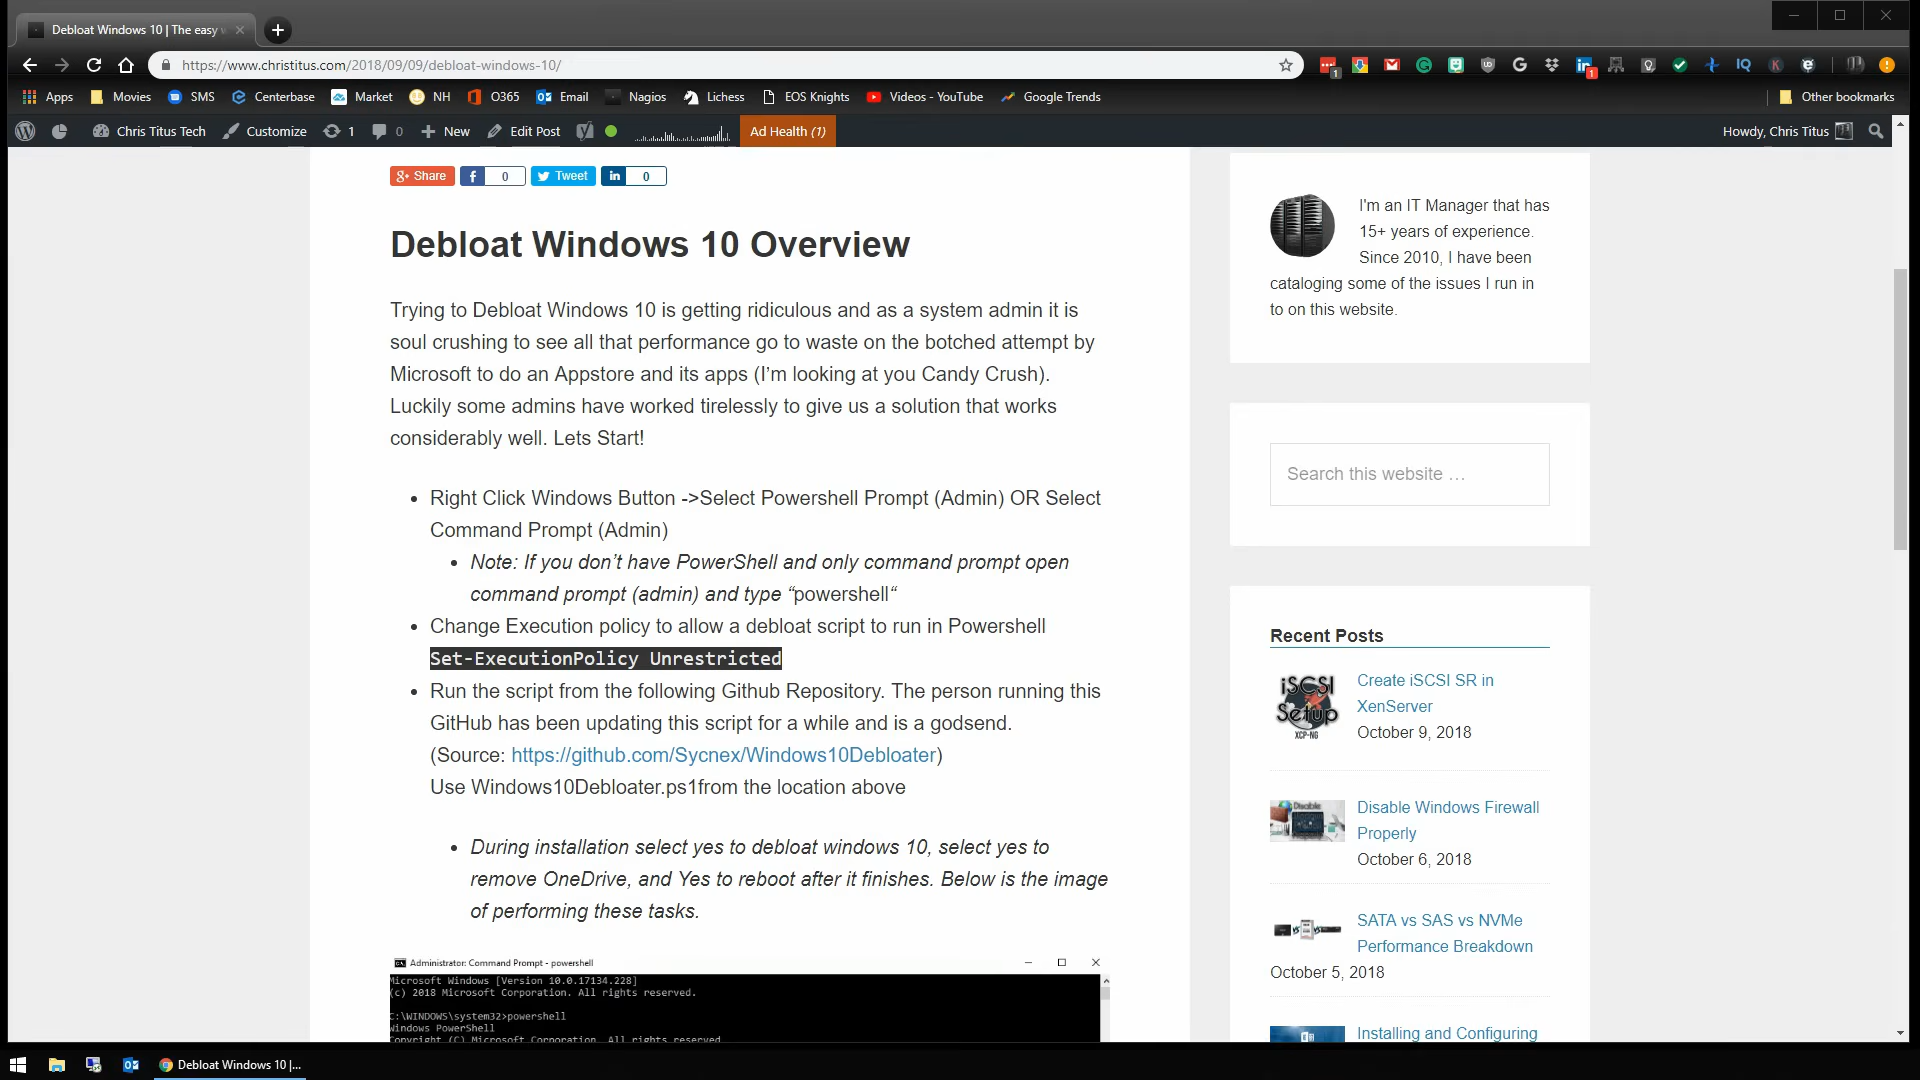 Debloat Windows 10 | The easy w
https://www.christitus.com/2018/09/09/debloat-windows-10/
Apps Movies SMS Centerbase Market NH O365 Email Nagios Lichess EOS Knights Videos - YouTube Google Trends Other bookmarks
Chris Titus Tech Customize 1 0 New Edit Post Ad Health (1) Howdy, Chris Titus
Share 0 Tweet 0
Debloat Windows 10 Overview
Trying to Debloat Windows 10 is getting ridiculous and as a system admin it is
soul crushing to see all that performance go to waste on the botched attempt by
Microsoft to do an Appstore and its apps (I'm looking at you Candy Crush).
Luckily some admins have worked tirelessly to give us a solution that works
considerably well. Lets Start!
• Right Click Windows Button ->Select Powershell Prompt (Admin) OR Select
Command Prompt (Admin)
• Note: If you don't have PowerShell and only command prompt open
command prompt (admin) and type “powershell“
• Change Execution policy to allow a debloat script to run in Powershell
Set-ExecutionPolicy Unrestricted
• Run the script from the following Github Repository. The person running this
GitHub has been updating this script for a while and is a godsend.
(Source: https://github.com/Sycnex/Windows10Debloater)
Use Windows10Debloater.ps1from the location above
• During installation select yes to debloat windows 10, select yes to
remove OneDrive, and Yes to reboot after it finishes. Below is the image
of performing these tasks.
Administrator: Command Prompt - powershell
Microsoft Windows [Version 10.0.17134.228]
(c) 2018 Microsoft Corporation. All rights reserved.
C:\WINDOWS\system32>powershell
Windows PowerShell
Copyright (C) Microsoft Corporation. All rights reserved
I'm an IT Manager that has
15+ years of experience.
Since 2010, I have been
cataloging some of the issues I run in
to on this website.
Search this website …
Recent Posts
iSCSI
Setup
XCP-NG
Create iSCSI SR in
XenServer
October 9, 2018
Disable
Disable Windows Firewall
Properly
October 6, 2018
SATA vs SAS vs NVMe
Performance Breakdown
October 5, 2018
Installing and Configuring
Debloat Windows 10 |...